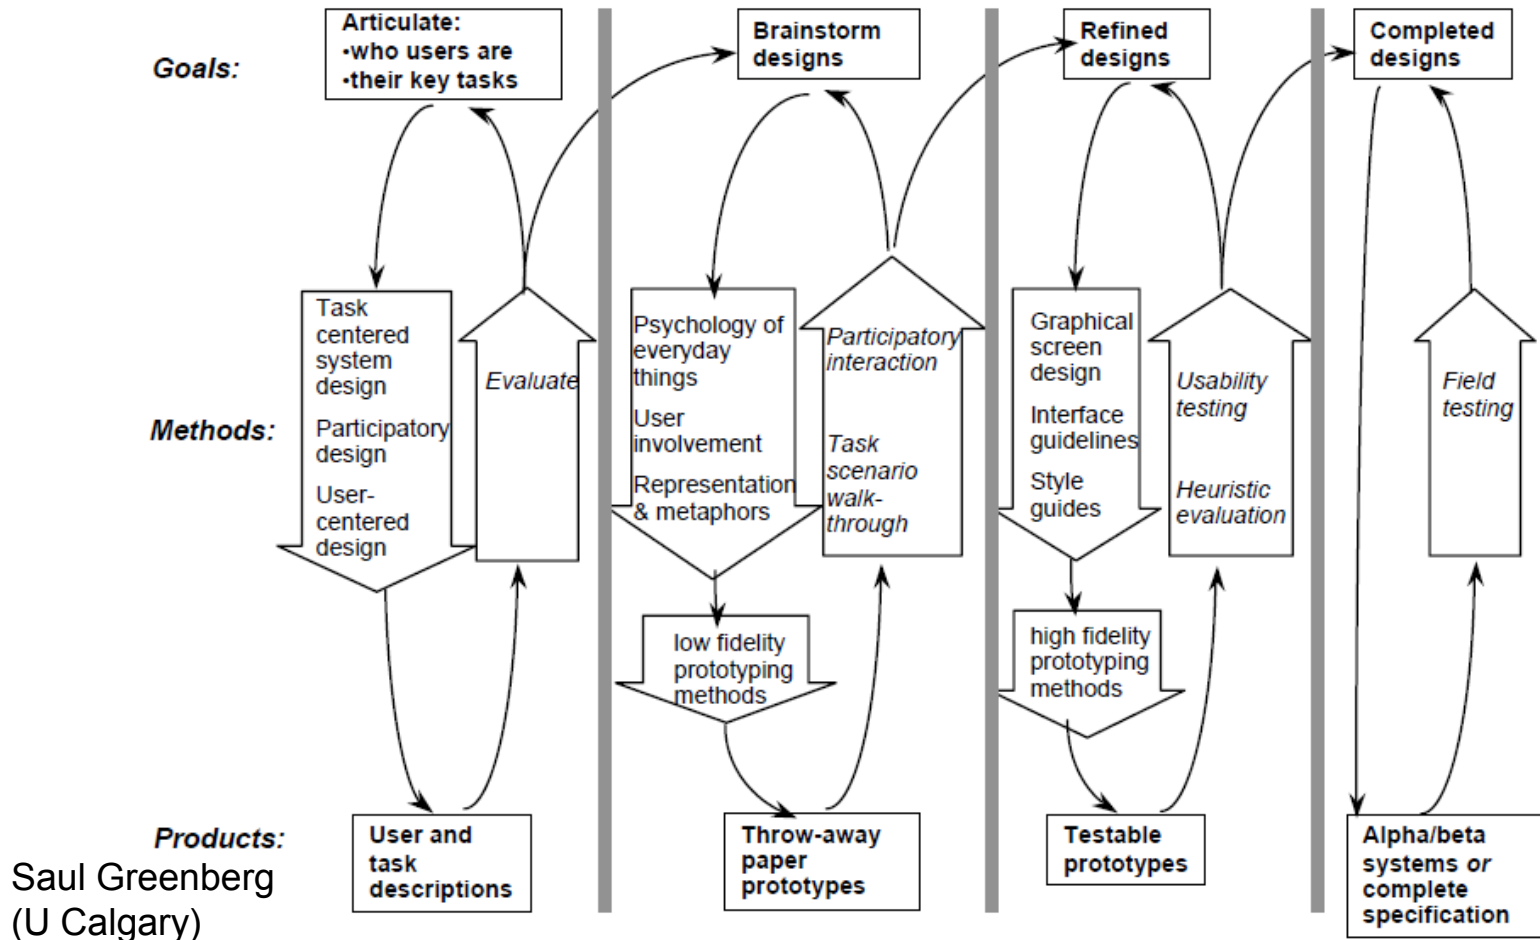 Goals:
Articulate:
•who users are
•their key tasks
Brainstorm
designs
Refined
designs
Completed
designs
Methods:
Task
centered
system
design
Participatory
design
User-
centered
design
Evaluate
Psychology of
everyday
things
User
involvement
Representation
& metaphors
low fidelity
prototyping
methods
Participatory
interaction
Task
scenario
walk-
through
Graphical
screen
design
Interface
guidelines
Style
guides
high fidelity
prototyping
methods
Usability
testing
Heuristic
evaluation
Field
testing
Products:
User and
task
descriptions
Throw-away
paper
prototypes
Testable
prototypes
Alpha/beta
systems or
complete
specification
Saul Greenberg
(U Calgary)